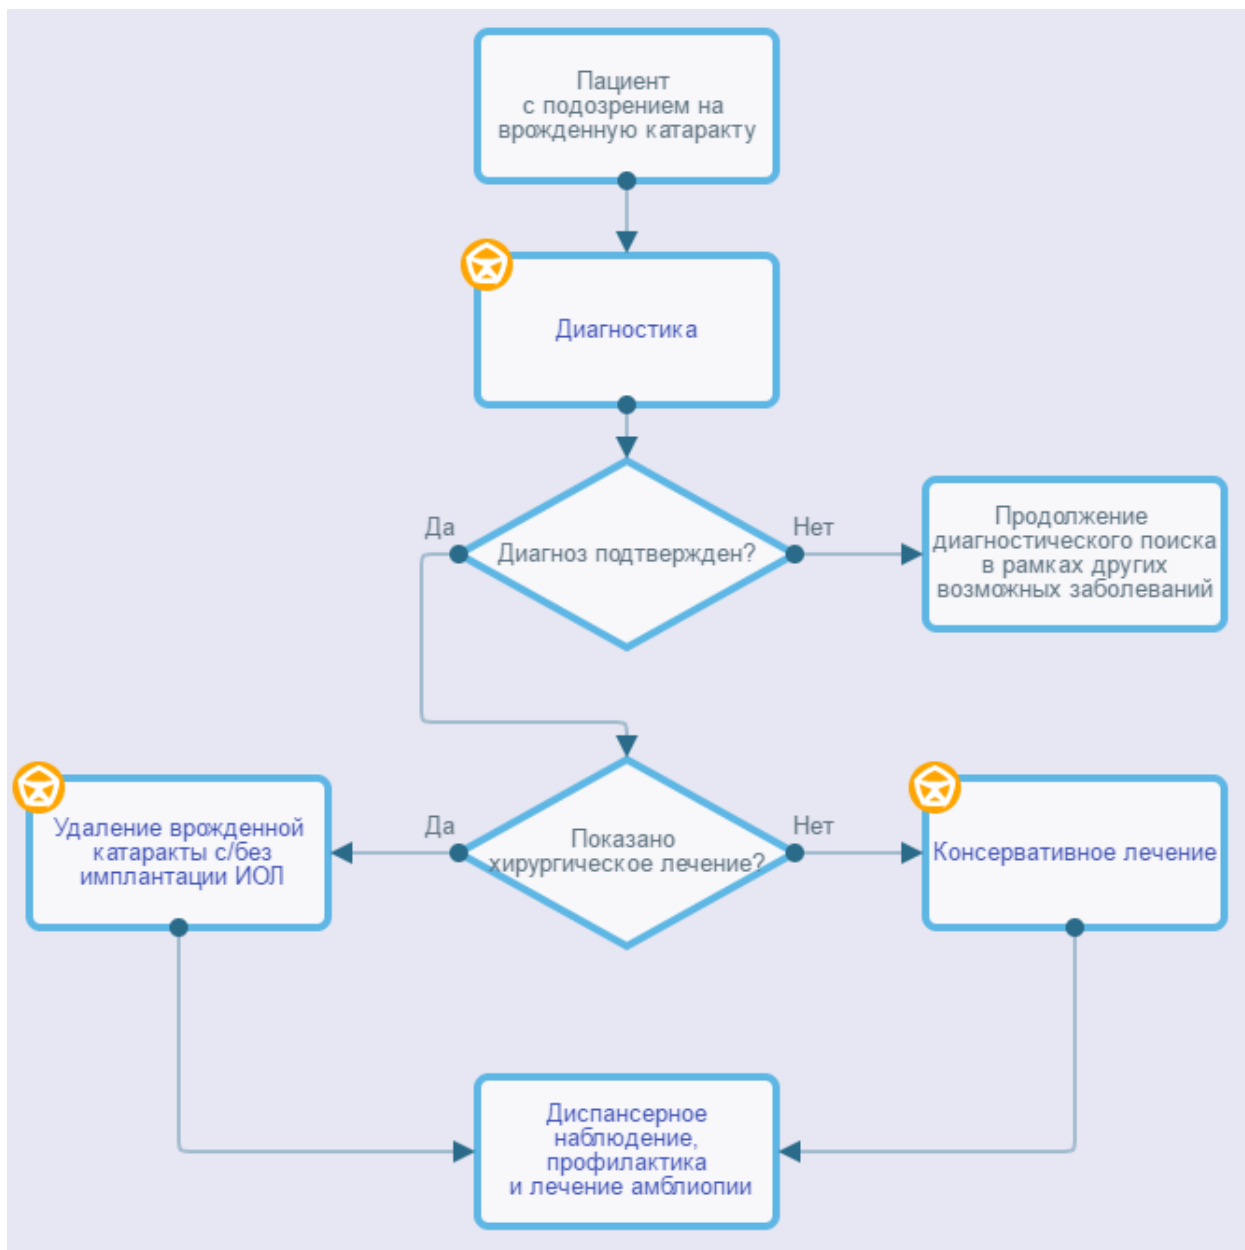 Пациент
с подозрением на
врожденную катаракту
Диагностика
Да
Нет
Диагноз подтвержден?
Продолжение
диагностического поиска
в рамках других
возможных заболеваний
Удаление врожденной
катаракты с/без
имплантации ИОЛ
Да
Показано
хирургическое лечение?
Нет
Консервативное лечение
Диспансерное
наблюдение,
профилактика
и лечение амблиопии